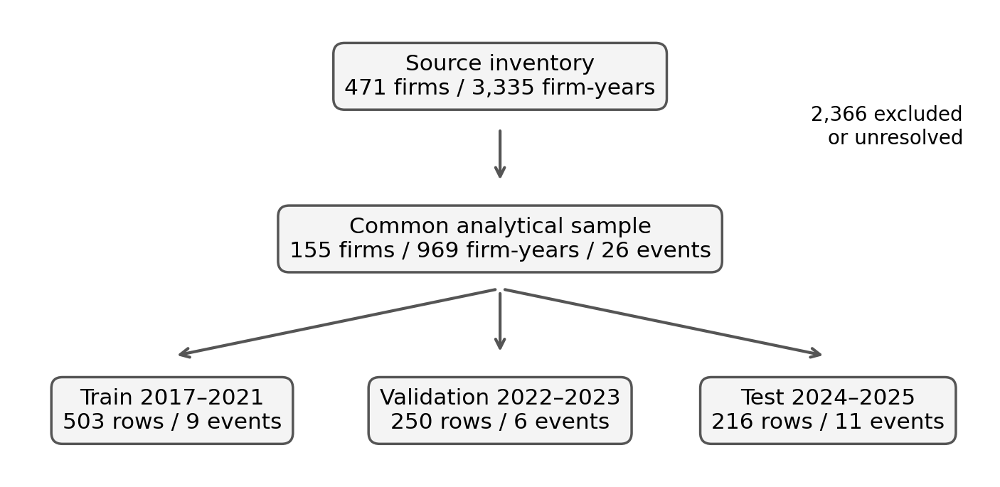 Source inventory
471 firms / 3,335 firm-years
2,366 excluded
or unresolved
Common analytical sample
155 firms / 969 firm-years / 26 events
Train 2017–2021
503 rows / 9 events
Validation 2022–2023
250 rows / 6 events
Test 2024–2025
216 rows / 11 events